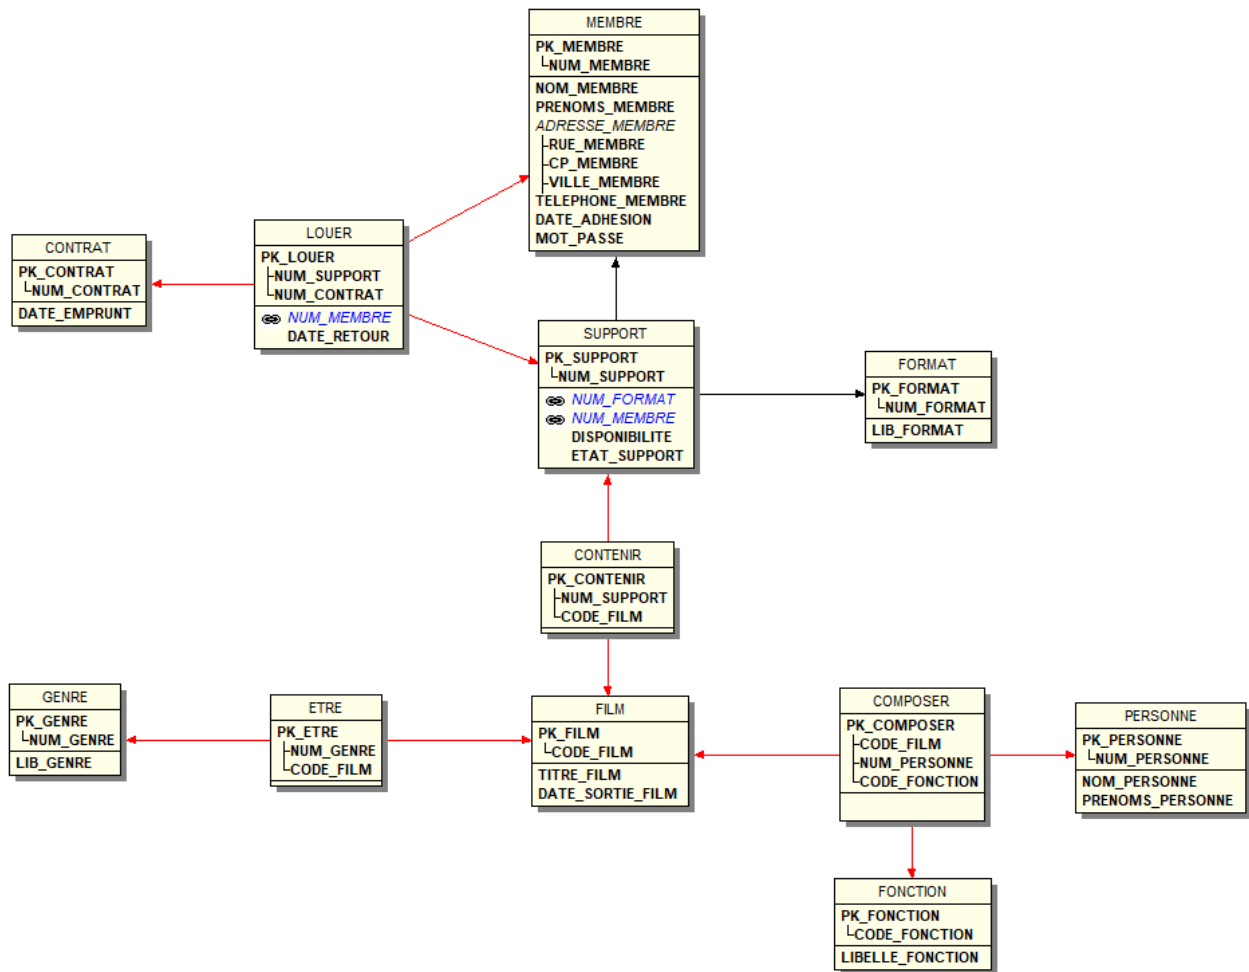 MEMBRE
PK_MEMBRE
NUM_MEMBRE
NOM_MEMBRE
PRENOMS_MEMBRE
ADRESSE_MEMBRE
RUE_MEMBRE
CP_MEMBRE
VILLE_MEMBRE
TELEPHONE_MEMBRE
DATE_ADHESION
MOT_PASSE
CONTRAT
PK_CONTRAT
NUM_CONTRAT
DATE_EMPRUNT
LOUER
PK_LOUER
NUM_SUPPORT
NUM_CONTRAT
NUM_MEMBRE
DATE_RETOUR
SUPPORT
PK_SUPPORT
NUM_SUPPORT
NUM_FORMAT
NUM_MEMBRE
DISPONIBILITE
ETAT_SUPPORT
FORMAT
PK_FORMAT
NUM_FORMAT
LIB_FORMAT
CONTENIR
PK_CONTENIR
NUM_SUPPORT
CODE_FILM
GENRE
PK_GENRE
NUM_GENRE
LIB_GENRE
ETRE
PK_ETRE
NUM_GENRE
CODE_FILM
FILM
PK_FILM
CODE_FILM
TITRE_FILM
DATE_SORTIE_FILM
COMPOSER
PK_COMPOSER
CODE_FILM
NUM_PERSONNE
CODE_FONCTION
PERSONNE
PK_PERSONNE
NUM_PERSONNE
NOM_PERSONNE
PRENOMS_PERSONNE
FONCTION
PK_FONCTION
CODE_FONCTION
LIBELLE_FONCTION